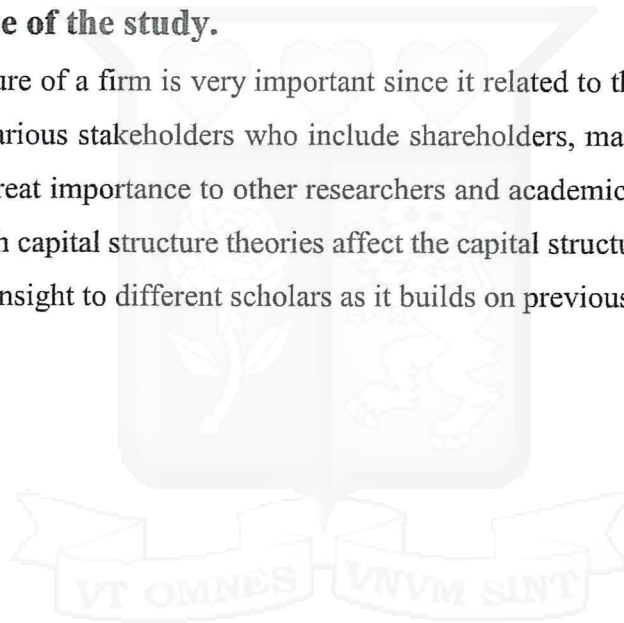 e of the study.
ure of a firm is very important since it related to th
arious stakeholders who include shareholders, ma
reat importance to other researchers and academic
n capital structure theories affect the capital structu
nsight to different scholars as it builds on previous
VT OMNES VNVM SINT